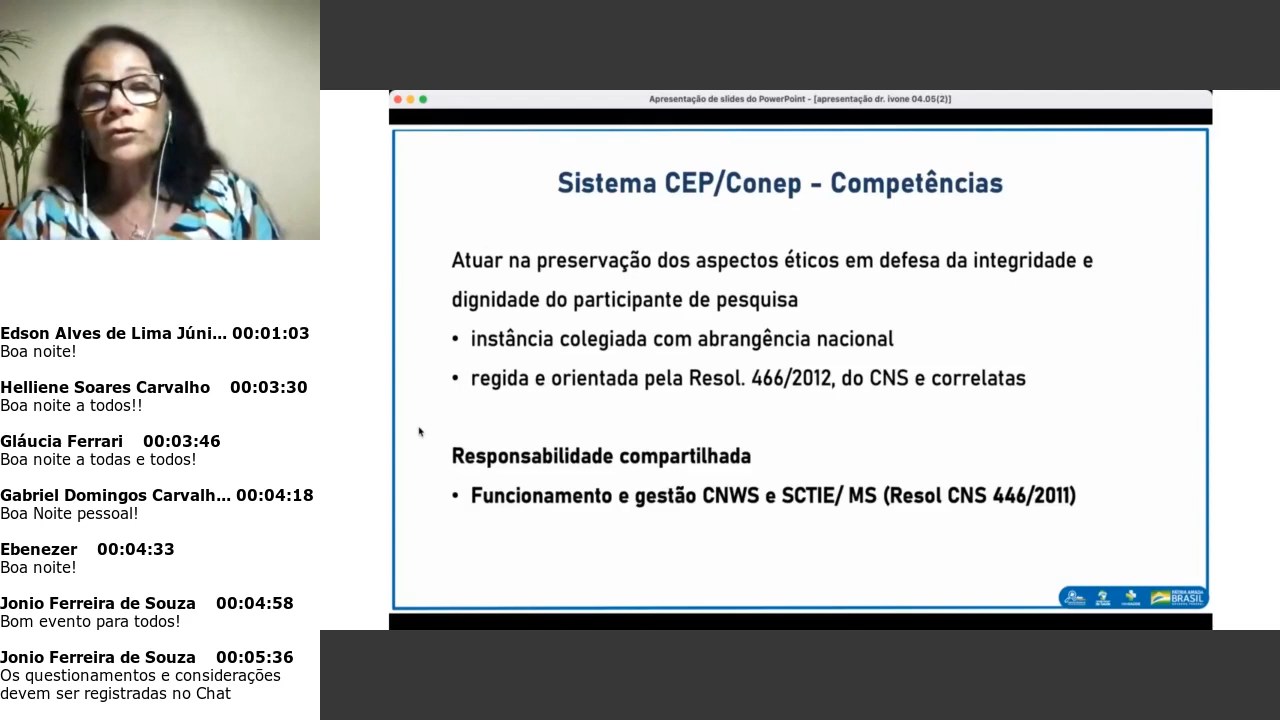 Apresentação de slides do PowerPoint - [apresentação dr. ivone 04.05(2)]
Sistema CEP/Conep - Competências
Atuar na preservação dos aspectos éticos em defesa da integridade e
dignidade do participante de pesquisa
• instância colegiada com abrangência nacional
• regida e orientada pela Resol. 466/2012, do CNS e correlatas
Responsabilidade compartilhada
• Funcionamento e gestão CNWS e SCTIE/ MS (Resol CNS 446/2011)
PÁTRIA AMADA
BRASIL
Edson Alves de Lima Júni... 00:01:03
Boa noite!
Helliene Soares Carvalho 00:03:30
Boa noite a todos!!
Gláucia Ferrari 00:03:46
Boa noite a todas e todos!
Gabriel Domingos Carvalh... 00:04:18
Boa Noite pessoal!
Ebenezer 00:04:33
Boa noite!
Jonio Ferreira de Souza 00:04:58
Bom evento para todos!
Jonio Ferreira de Souza 00:05:36
Os questionamentos e considerações
devem ser registradas no Chat